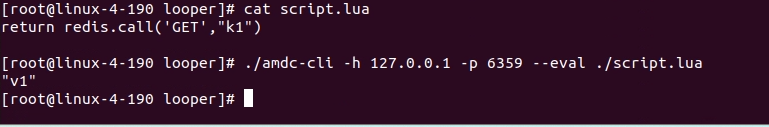 [root@linux-4-190 looper]# cat script.lua
return redis.call('GET',"k1")
[root@linux-4-190 looper]# ./amdc-cli -h 127.0.0.1 -p 6359 --eval ./script.lua
"v1"
[root@linux-4-190 looper]#